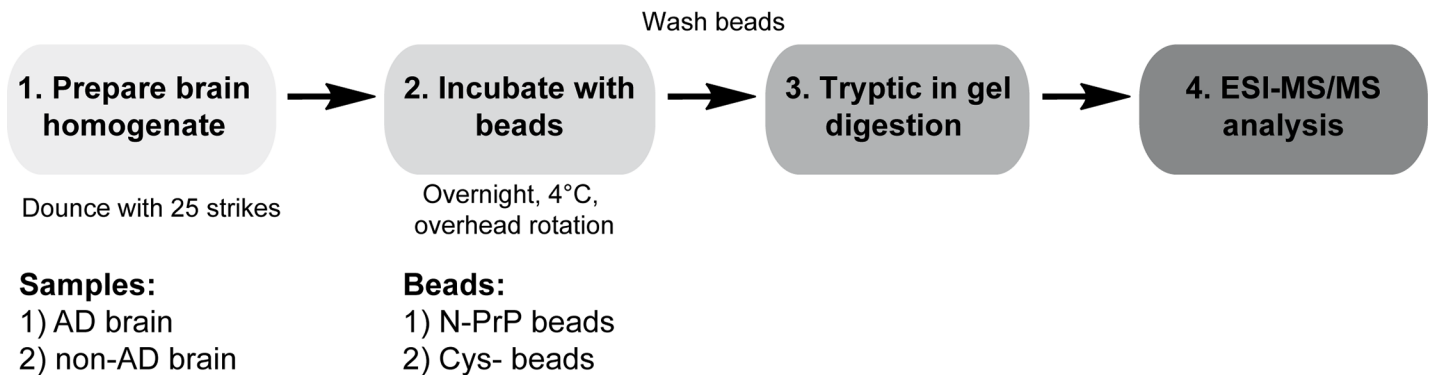 Wash beads
1. Prepare brain
homogenate
2. Incubate with
beads
3. Tryptic in gel
digestion
4. ESI-MS/MS
analysis
Dounce with 25 strikes
Overnight, 4°C,
overhead rotation
Samples:
1) AD brain
2) non-AD brain
Beads:
1) N-PrP beads
2) Cys- beads